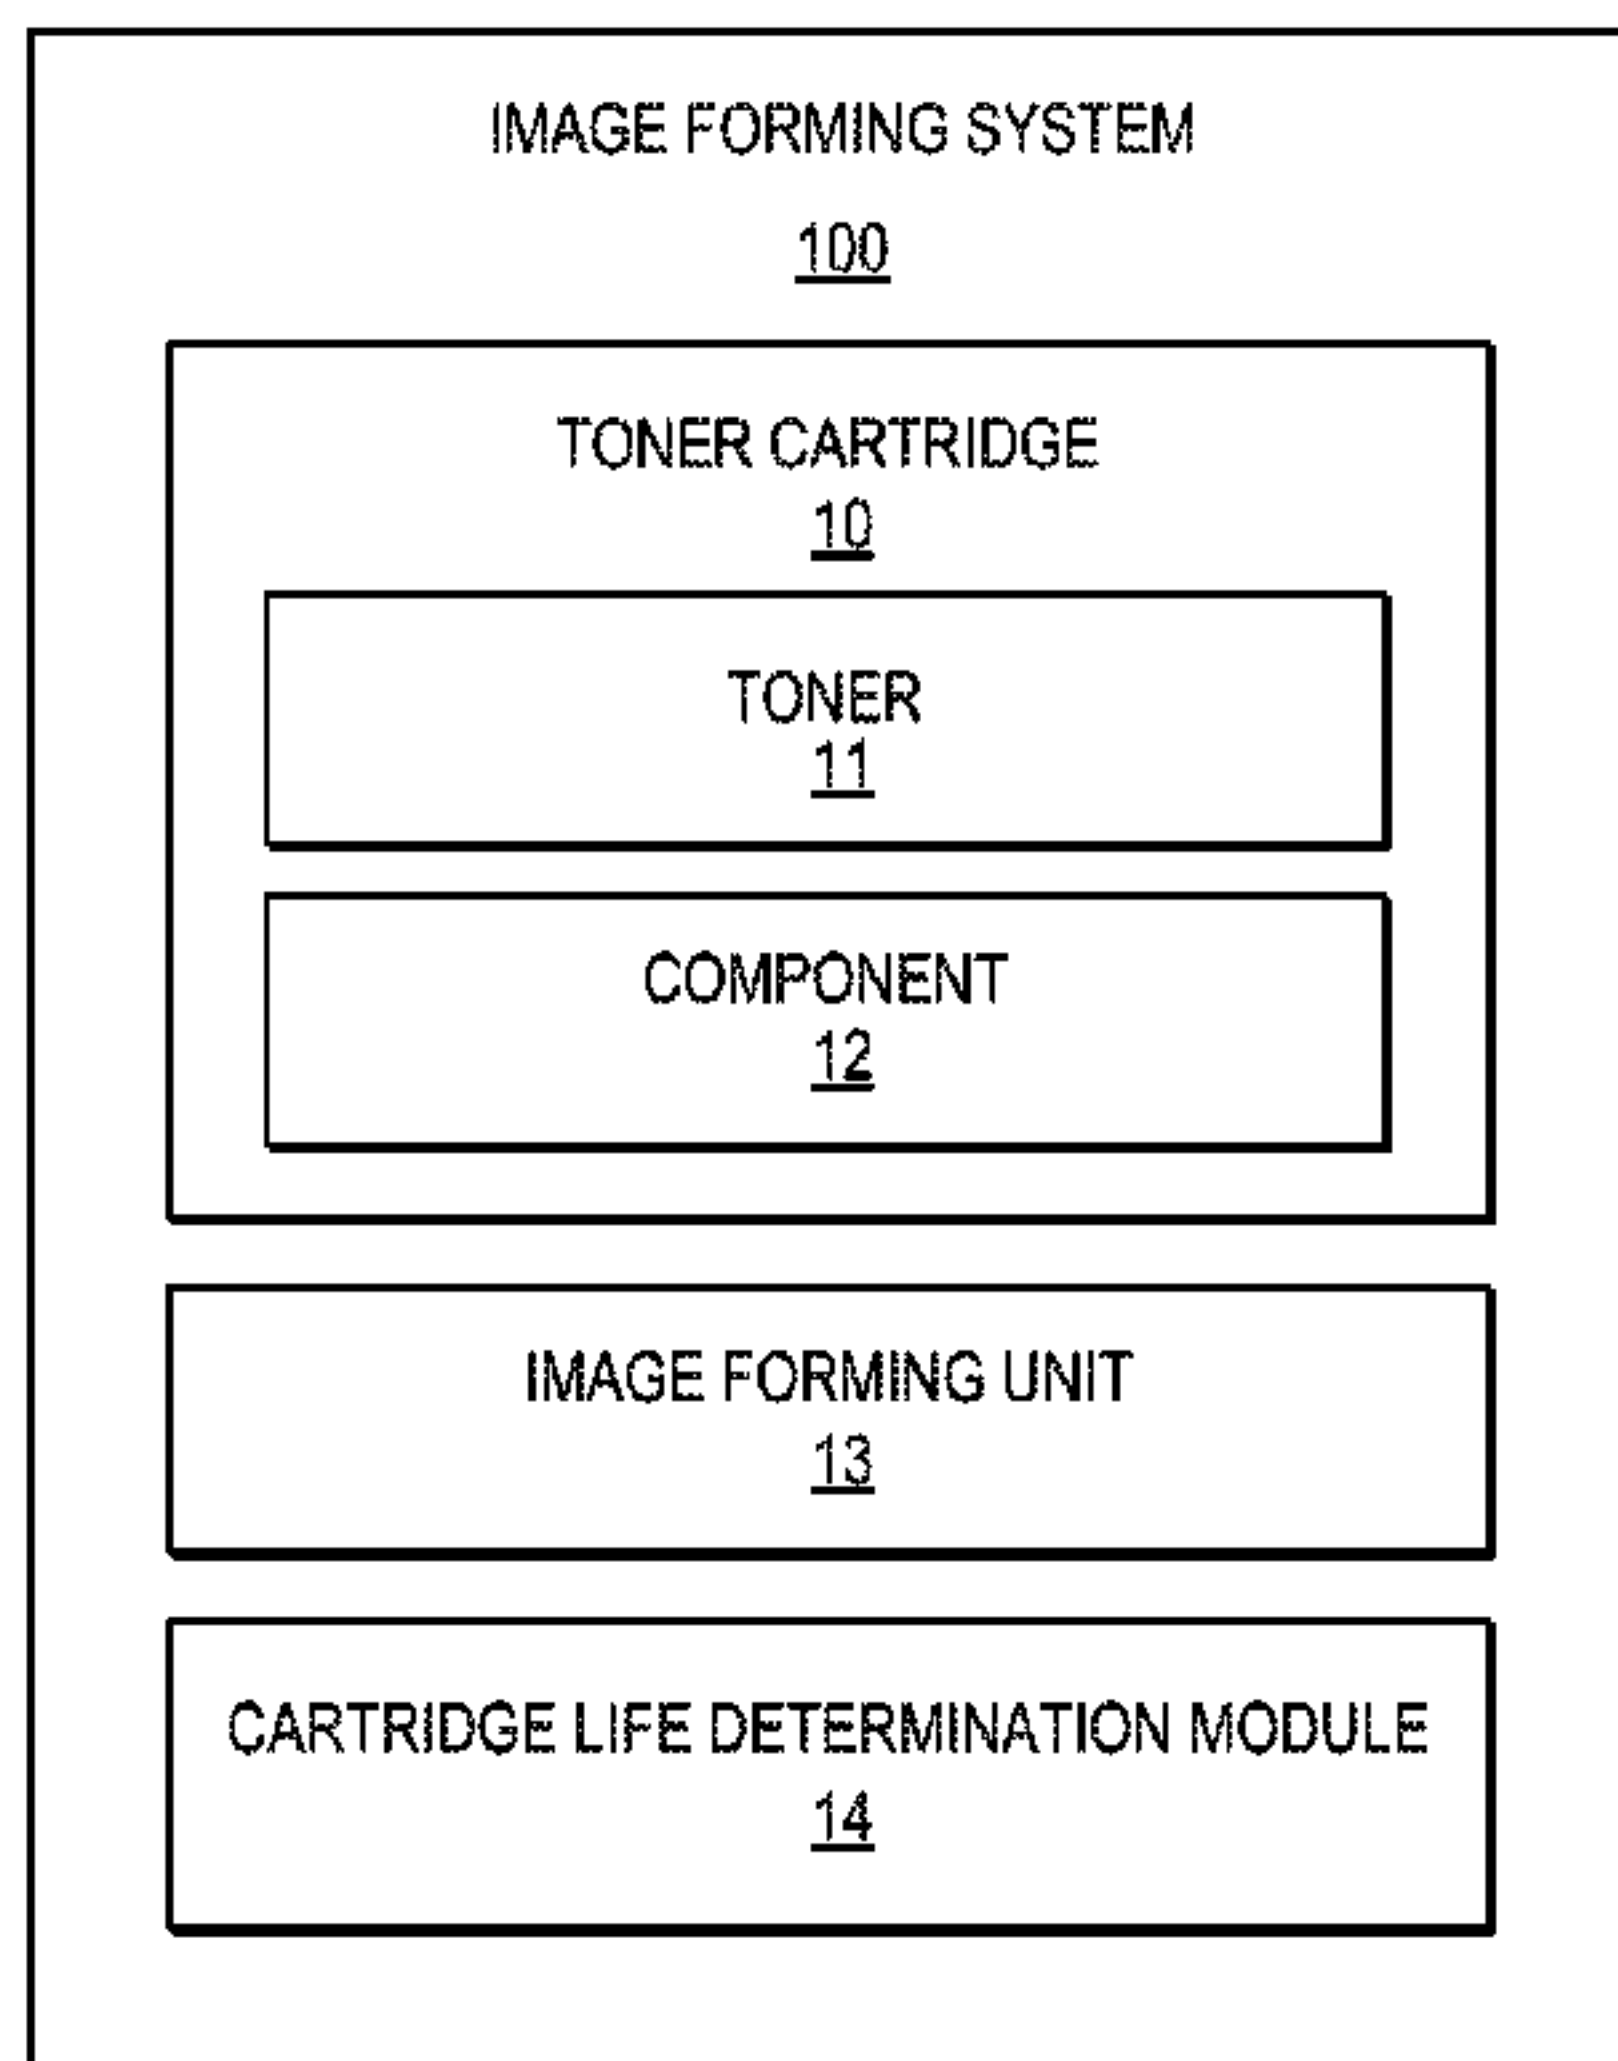 IMAGE FORMING SYSTEM
100
TONER CARTRIDGE
10
TONER
11
COMPONENT
12
IMAGE FORMING UNIT
13
CARTRIDGE LIFE DETERMINATION MODULE
14